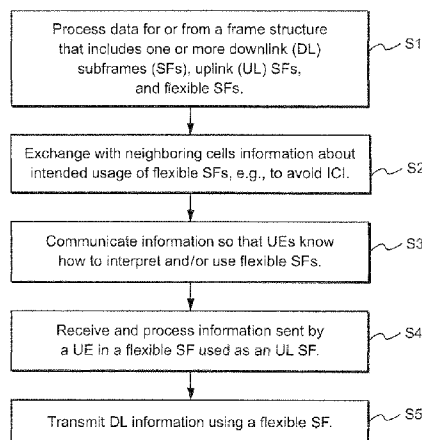 Process data for or from a frame structure
that includes one or more downlink (DL)
subframes (SFs), uplink (UL) SFs,
and flexible SFs.
S1
Exchange with neighboring cells information about
intended usage of flexible SFs, e.g., to avoid ICI.
S2
Communicate information so that UEs know
how to interpret and/or use flexible SFs.
S3
Receive and process information sent by
a UE in a flexible SF used as an UL SF.
S4
Transmit DL information using a flexible SF.
S5